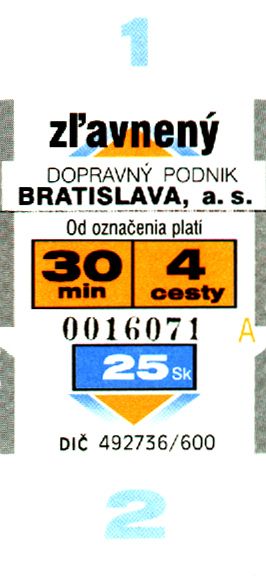 1
zľavnený
DOPRAVNÝ PODNIK
BRATISLAVA, a. s.
Od označenia platí
30 min 4 cesty
0016071 A
25 Sk
DIČ 492736/600
2